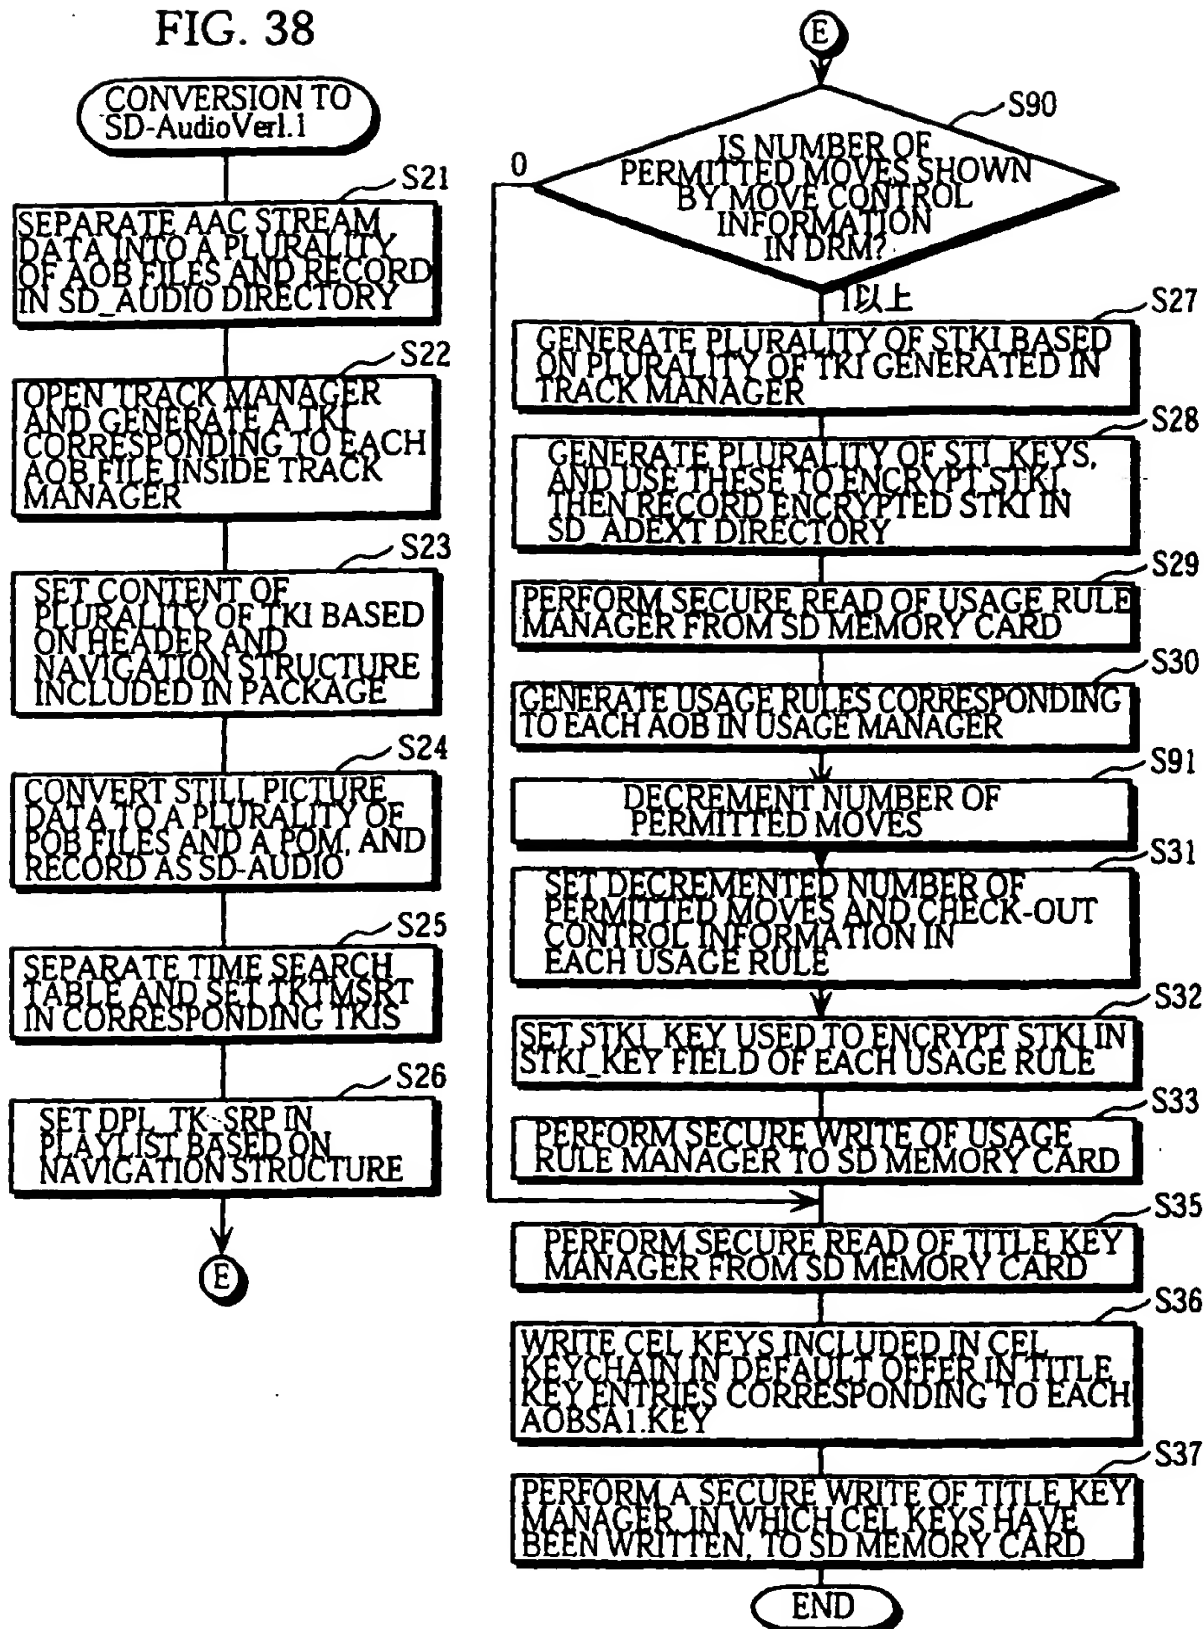 FIG. 38
CONVERSION TO
SD-AudioVer1.1
S21
SEPARATE AAC STREAM
DATA INTO A PLURALITY
OF AOB FILES AND RECORD
IN SD_AUDIO DIRECTORY
S22
OPEN TRACK MANAGER
AND GENERATE A TKI
CORRESPONDING TO EACH
AOB FILE INSIDE TRACK
MANAGER
S23
SET CONTENT OF
PLURALITY OF TKI BASED
ON HEADER AND
NAVIGATION STRUCTURE
INCLUDED IN PACKAGE
S24
CONVERT STILL PICTURE
DATA TO A PLURALITY OF
POB FILES AND A POM, AND
RECORD AS SD-AUDIO
S25
SEPARATE TIME SEARCH
TABLE AND SET TKTMSRT
IN CORRESPONDING TKIS
S26
SET DPL_TK-SRP IN
PLAYLIST BASED ON
NAVIGATION STRUCTURE
E
E
S90
0
IS NUMBER OF
PERMITTED MOVES SHOWN
BY MOVE CONTROL
INFORMATION
IN DRM?
1以上
S27
GENERATE PLURALITY OF STKI BASED
ON PLURALITY OF TKI GENERATED IN
TRACK MANAGER
S28
GENERATE PLURALITY OF STI_KEYS,
AND USE THESE TO ENCRYPT STKI,
THEN RECORD ENCRYPTED STKI IN
SD_ADEXT DIRECTORY
S29
PERFORM SECURE READ OF USAGE RULE
MANAGER FROM SD MEMORY CARD
S30
GENERATE USAGE RULES CORRESPONDING
TO EACH AOB IN USAGE MANAGER
S91
DECREMENT NUMBER OF
PERMITTED MOVES
S31
SET DECREMENTED NUMBER OF
PERMITTED MOVES AND CHECK-OUT
CONTROL INFORMATION IN
EACH USAGE RULE
S32
SET STKI_KEY USED TO ENCRYPT STKI IN
STKI_KEY FIELD OF EACH USAGE RULE
S33
PERFORM SECURE WRITE OF USAGE
RULE MANAGER TO SD MEMORY CARD
S35
PERFORM SECURE READ OF TITLE KEY
MANAGER FROM SD MEMORY CARD
S36
WRITE CEL KEYS INCLUDED IN CEL
KEYCHAIN IN DEFAULT OFFER IN TITLE
KEY ENTRIES CORRESPONDING TO EACH
AOBSA1.KEY
S37
PERFORM A SECURE WRITE OF TITLE KEY
MANAGER, IN WHICH CEL KEYS HAVE
BEEN WRITTEN, TO SD MEMORY CARD
END